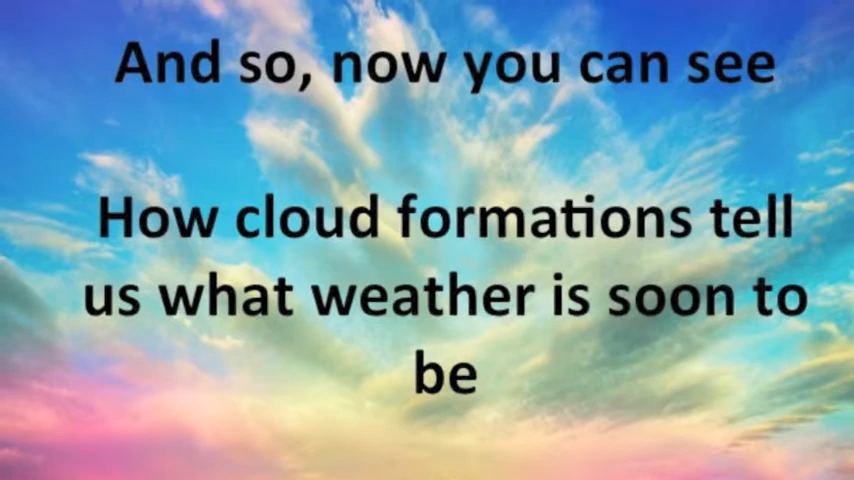 And so, now you can see
How cloud formations tell
us what weather is soon to
be